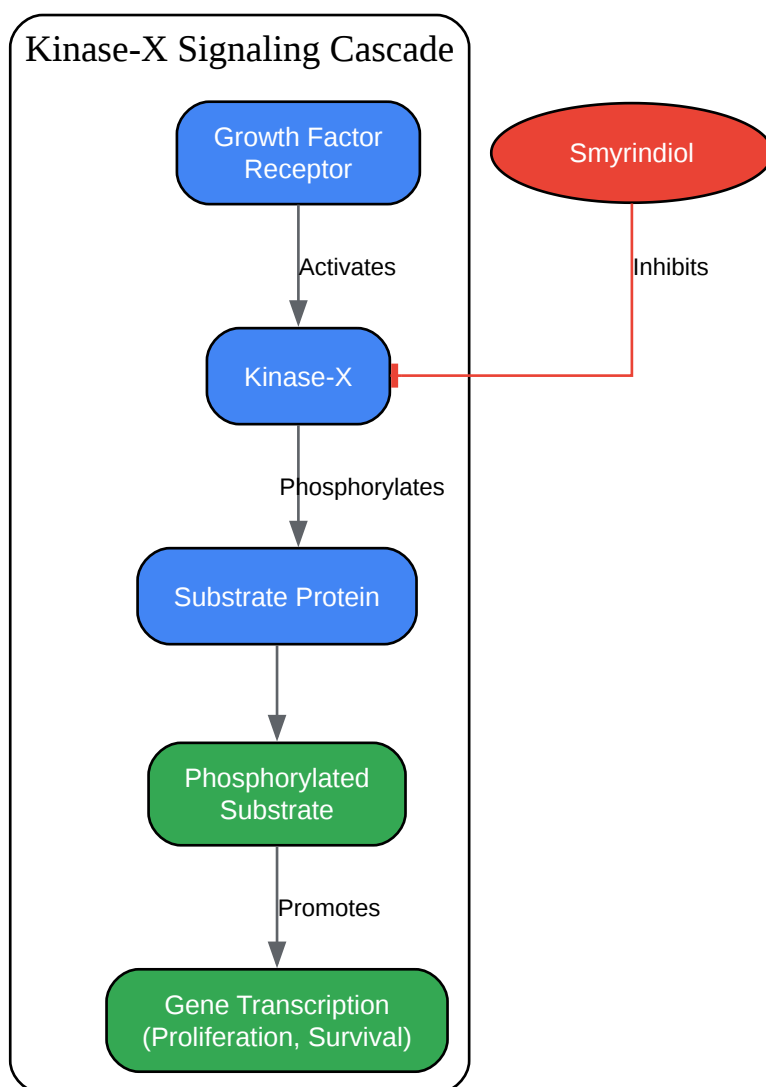 Kinase-X Signaling Cascade
Growth Factor
Receptor
Smyrindiol
Activates
Inhibits
Kinase-X
Phosphorylates
Substrate Protein
Phosphorylated
Substrate
Promotes
Gene Transcription
(Proliferation, Survival)